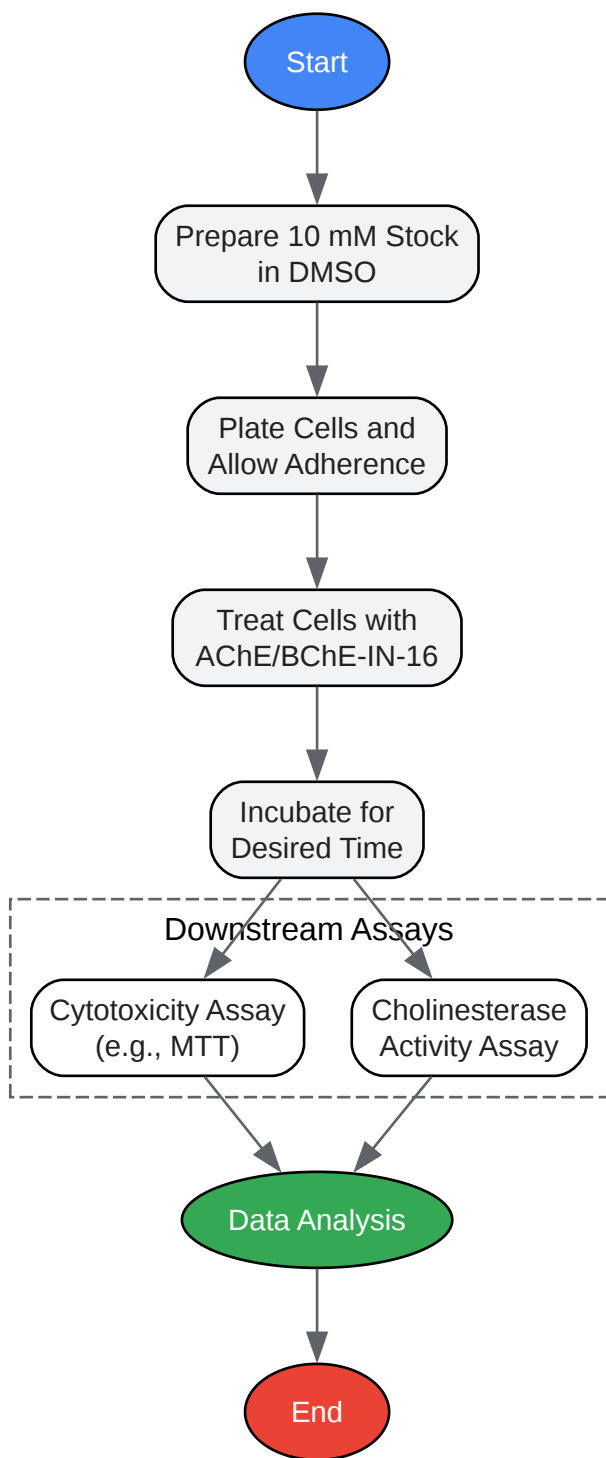 Start
Prepare 10 mM Stock
in DMSO
Plate Cells and
Allow Adherence
Treat Cells with
AChE/BChE-IN-16
Incubate for
Desired Time
Downstream Assays
Cytotoxicity Assay
(e.g., MTT)
Cholinesterase
Activity Assay
Data Analysis
End